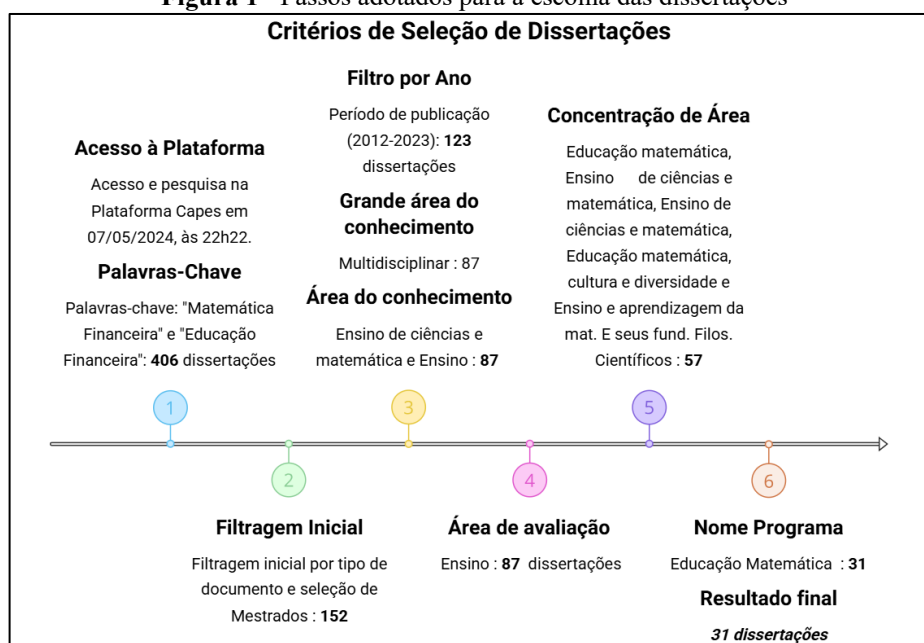 Figura 1 - Passos adotados para a escolha das dissertações
Critérios de Seleção de Dissertações
Acesso à Plataforma
Acesso e pesquisa na
Plataforma Capes em
07/05/2024, às 22h22.
Palavras-Chave
Palavras-chave: "Matemática
Financeira" e "Educação
Financeira": 406 dissertações
1
2
Filtragem Inicial
Filtragem inicial por tipo de
documento e seleção de
Mestrados : 152
Filtro por Ano
Período de publicação
(2012-2023): 123
dissertações
Grande área do
conhecimento
Multidisciplinar : 87
Área do conhecimento
Ensino de ciências e
matemática e Ensino : 87
3
4
Área de avaliação
Ensino : 87 dissertações
Concentração de Área
Educação matemática,
Ensino de ciências e
matemática, Ensino de
ciências e matemática,
Educação matemática,
cultura e diversidade e
Ensino e aprendizagem da
mat. E seus fund. Filos.
Científicos : 57
5
6
Nome Programa
Educação Matemática : 31
Resultado final
31 dissertações